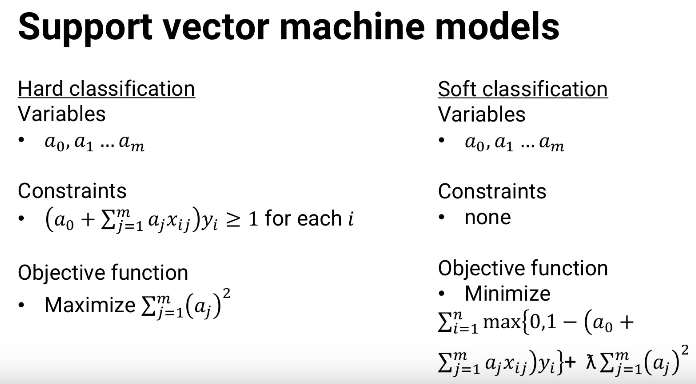 Support vector machine models
Hard classification
Variables
• a₀, a₁ … aₘ
Constraints
• (a₀ + ∑ⱼ₌₁ᵐ aⱼxᵢⱼ)yᵢ ≥ 1 for each i
Objective function
• Maximize ∑ⱼ₌₁ᵐ(aⱼ)²
Soft classification
Variables
• a₀, a₁ … aₘ
Constraints
• none
Objective function
• Minimize
∑ᵢ₌₁ⁿ max{0,1 − (a₀ +
∑ⱼ₌₁ᵐ aⱼxᵢⱼ)yᵢ}+ λ∑ⱼ₌₁ᵐ(aⱼ)²